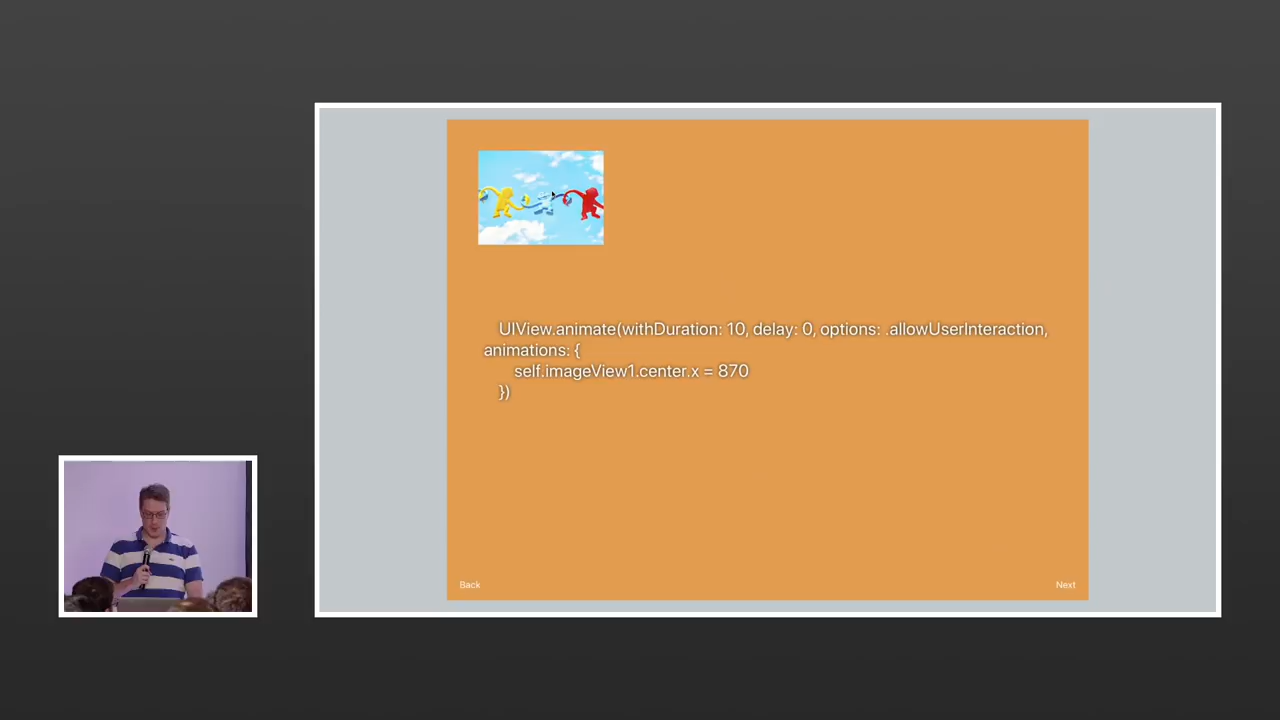 UIView.animate(withDuration: 10, delay: 0, options: .allowUserInteraction,
animations: {
self.imageView1.center.x = 870
})
Back
Next